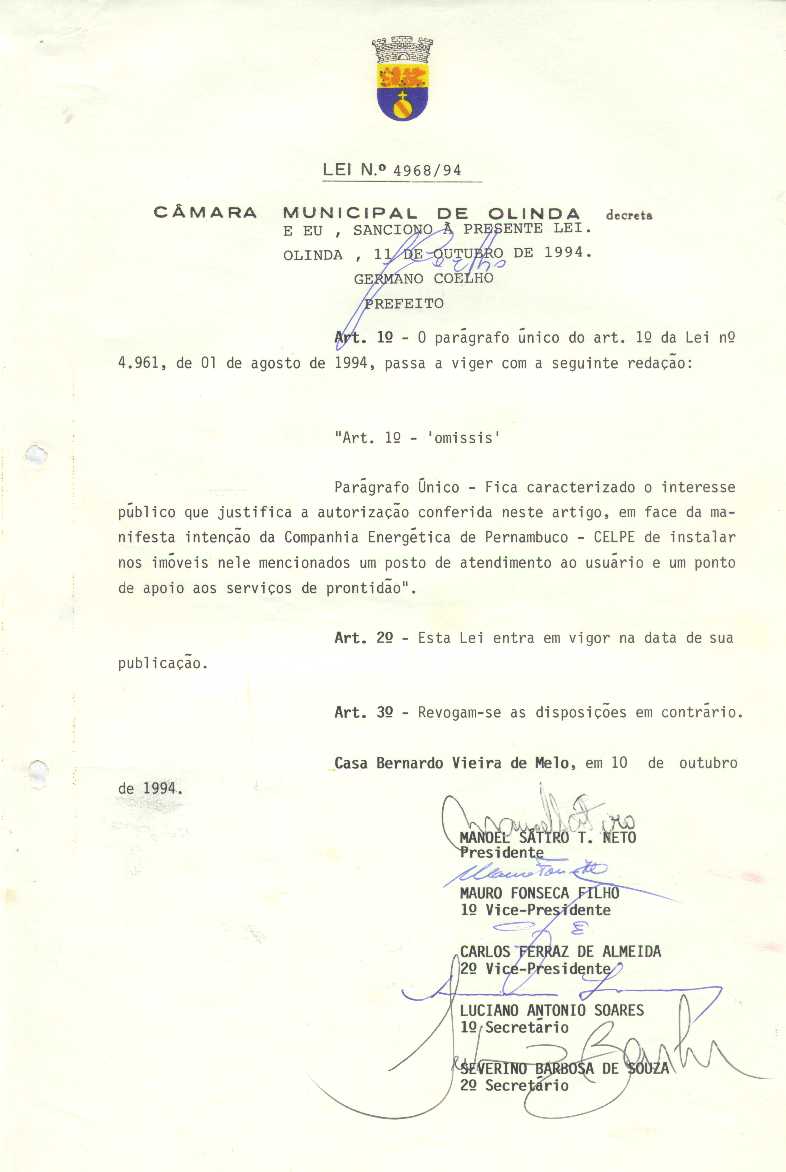 LEI N.º 4968/94
CÂMARA MUNICIPAL DE OLINDA decreta
E EU , SANCIONO A PRESENTE LEI.
OLINDA , 11 DE OUTUBRO DE 1994.
GERMANO COELHO
PREFEITO
Art. 1º - O parágrafo único do art. 1º da Lei nº
4.961, de 01 de agosto de 1994, passa a viger com a seguinte redação:
"Art. 1º - 'omissis'
Parágrafo Único - Fica caracterizado o interesse
público que justifica a autorização conferida neste artigo, em face da ma-
nifesta intenção da Companhia Energética de Pernambuco - CELPE de instalar
nos imóveis nele mencionados um posto de atendimento ao usuário e um ponto
de apoio aos serviços de prontidão".
Art. 2º - Esta Lei entra em vigor na data de sua
publicação.
Art. 3º - Revogam-se as disposições em contrário.
Casa Bernardo Vieira de Melo, em 10 de outubro
de 1994.
MANOEL SÁTIRO T. NETO
Presidente
MAURO FONSECA FILHO
1º Vice-Presidente
CARLOS FERRAZ DE ALMEIDA
2º Vice-Presidente
LUCIANO ANTONIO SOARES
1º Secretário
SEVERINO BARBOSA DE SOUZA
2º Secretário